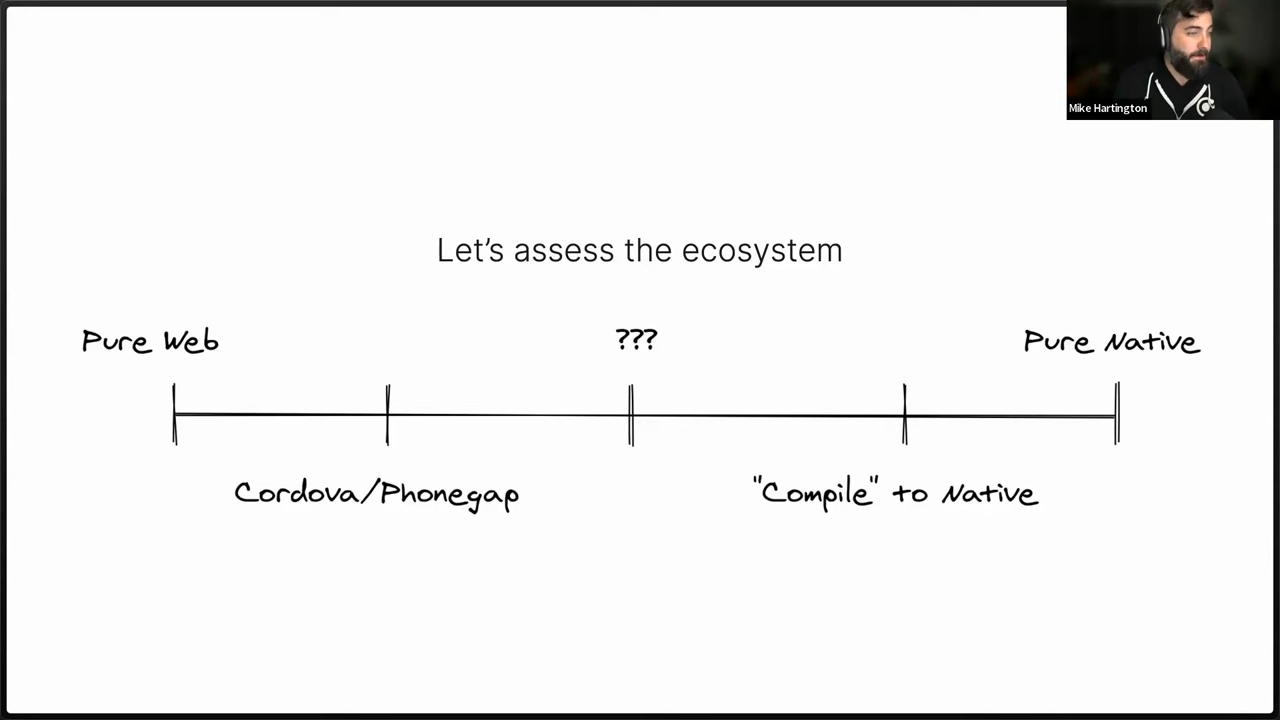 Mike Hartington
Let's assess the ecosystem
Pure Web
???
Pure Native
Cordova/Phonegap
"Compile" to Native